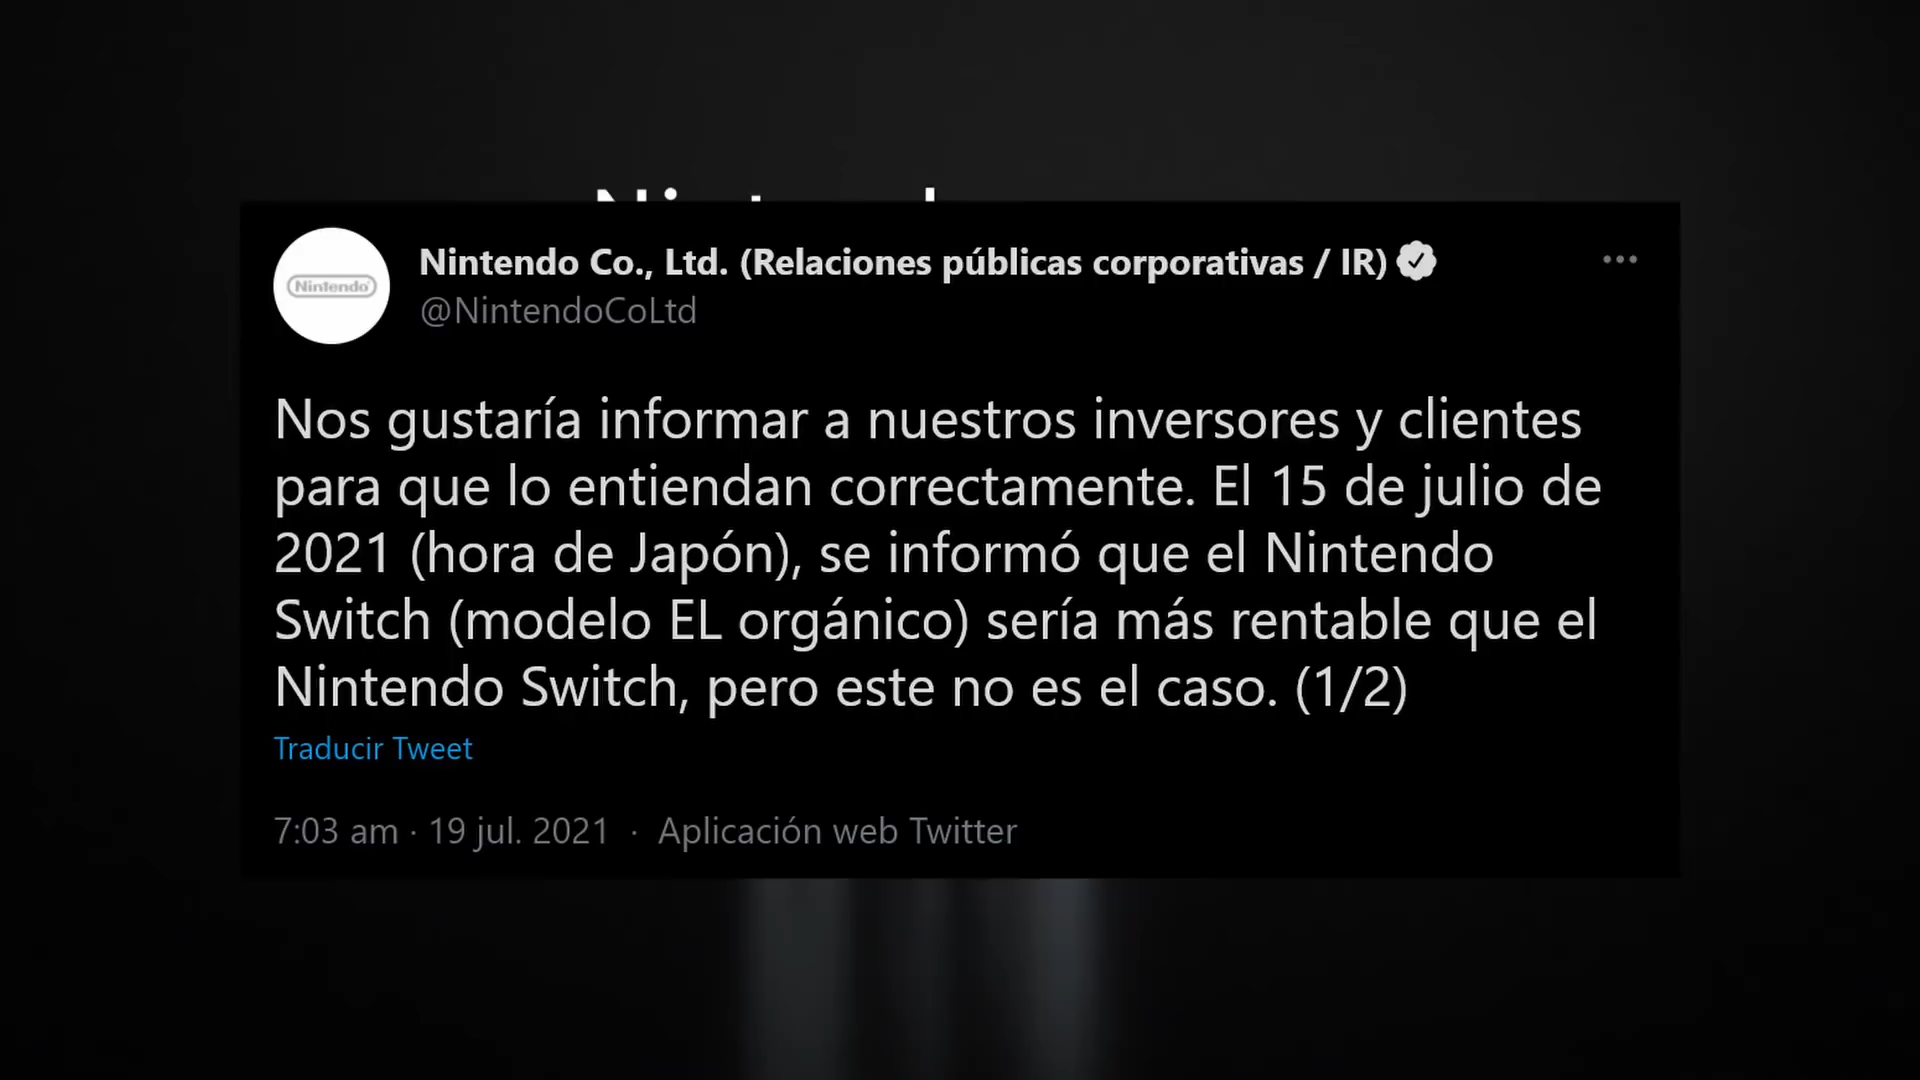 Nintendo Co., Ltd. (Relaciones públicas corporativas / IR)
Nintendo
@NintendoCoLtd
Nos gustaría informar a nuestros inversores y clientes
para que lo entiendan correctamente. El 15 de julio de
2021 (hora de Japón), se informó que el Nintendo
Switch (modelo EL orgánico) sería más rentable que el
Nintendo Switch, pero este no es el caso. (1/2)
Traducir Tweet
7:03 am · 19 jul. 2021 · Aplicación web Twitter